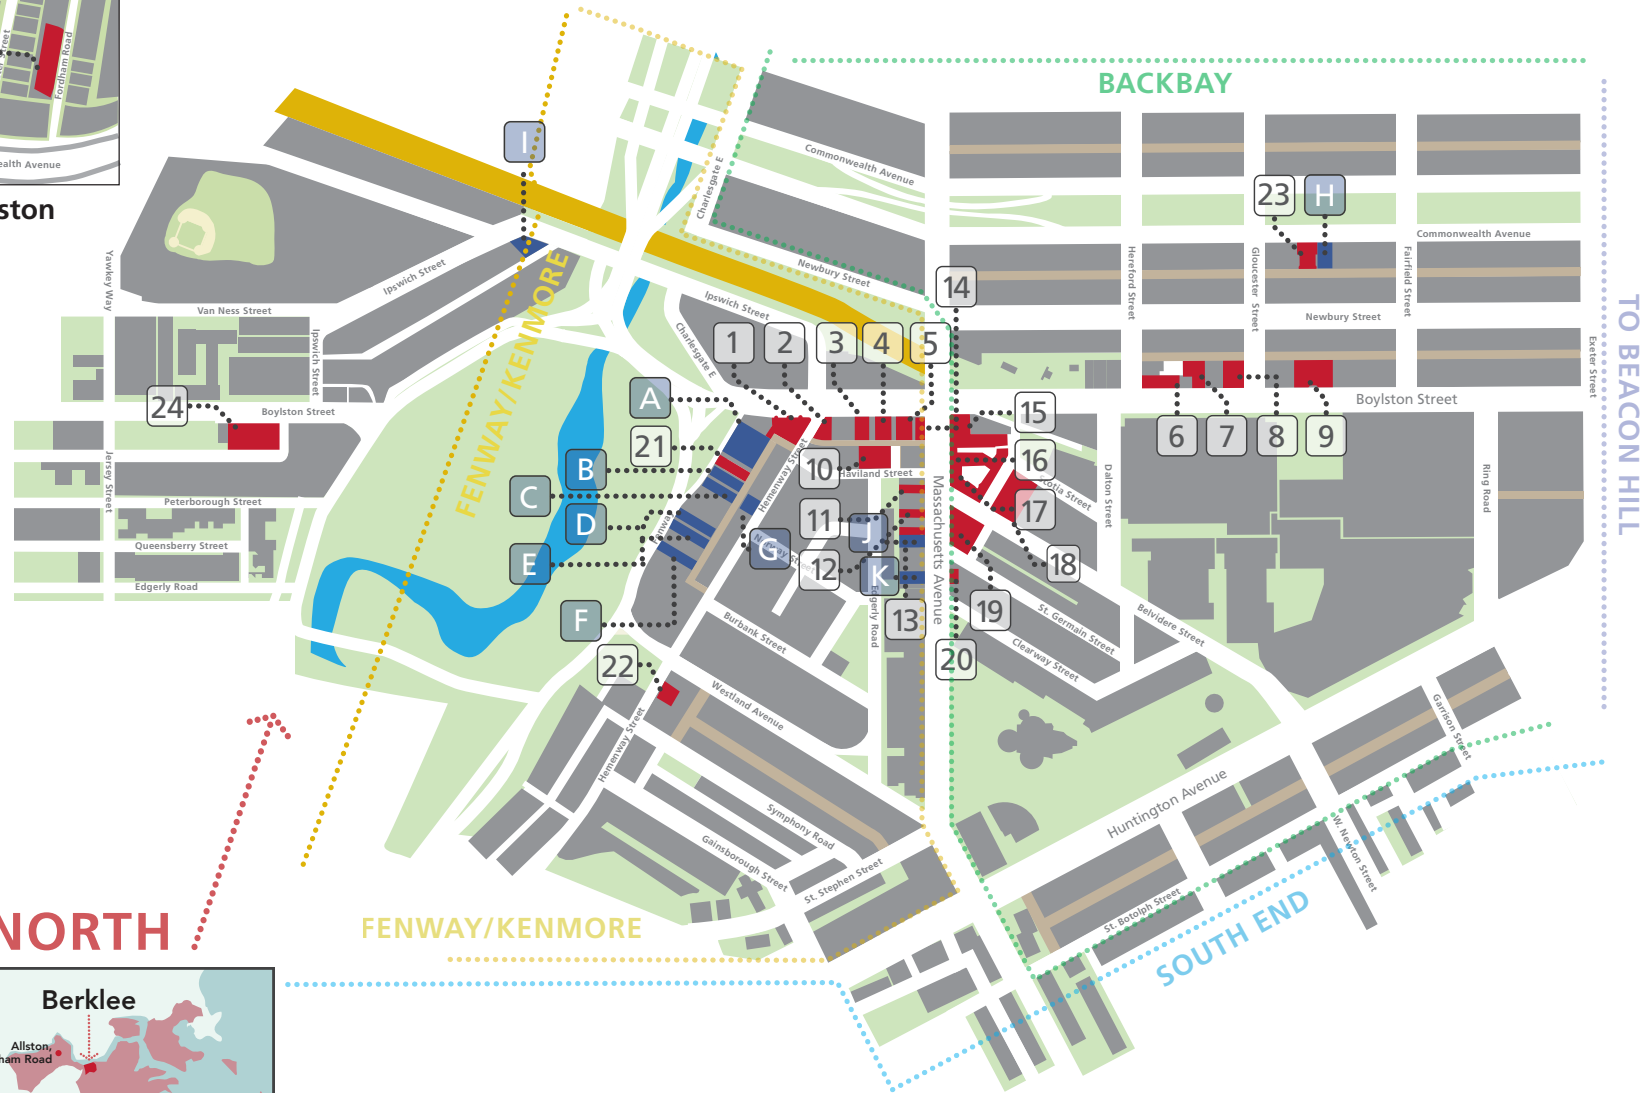 Fordham Road
ealth Avenue
ston
BACKBAY
I
Charlesgate E
Commonwealth Avenue
23
H
Commonwealth Avenue
Yawkey Way
Ipswich Street
Newbury Street
14
Hereford Street
Gloucester Street
Fairfield Street
TO BEACON HILL
FENWAY/KENMORE
Van Ness Street
Ipswich Street
Ipswich Street
Newbury Street
Charlesgate E
1
2
3
4
5
Exeter Street
24
Boylston Street
A
Boylston Street
15
6
7
8
9
21
B
10
Haviland Street
16
Jersey Street
Hemenway Street
Massachusetts Avenue
Scotia Street
Dalton Street
Ring Road
C
Peterborough Street
D
Fenway
11
J
17
Queensberry Street
G
E
12
K
18
Edgerly Road
Edgerly Road
F
13
19
St. Germain Street
Belvidere Street
Burbank Street
Clearway Street
22
20
Westland Avenue
Hemenway Street
Garrison Street
Huntington Avenue
Symphony Road
Gainsborough Street
St. Stephen Street
W. Newton Street
St. Botolph Street
NORTH
FENWAY/KENMORE
SOUTH END
Berklee
Allston,
ham Road